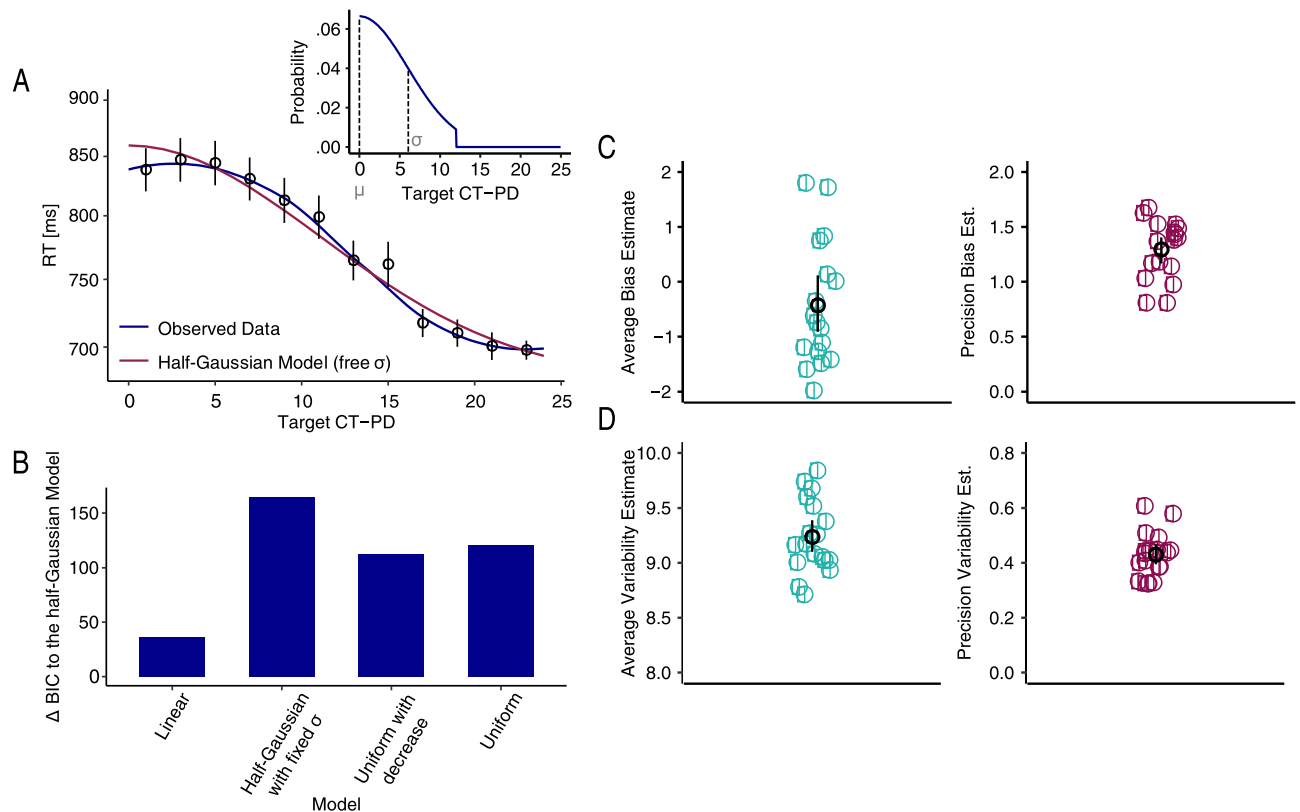 A
900
850
800
750
700
RT [ms]
Observed Data
Half-Gaussian Model (free σ)
0
5
10
15
20
25
Target CT−PD
Probability
.06
.04
.02
.00
σ
0
5
10
15
20
25
μ
Target CT−PD
B
Δ BIC to the half-Gaussian Model
150
100
50
0
Linear
Half-Gaussian
with fixed σ
Uniform with
decrease
Uniform
Model
C
Average Bias Estimate
2
1
0
−1
−2
Precision Bias Est.
2.0
1.5
1.0
0.5
0.0
D
Average Variability Estimate
10.0
9.5
9.0
8.5
8.0
Precision Variability Est.
0.8
0.6
0.4
0.2
0.0